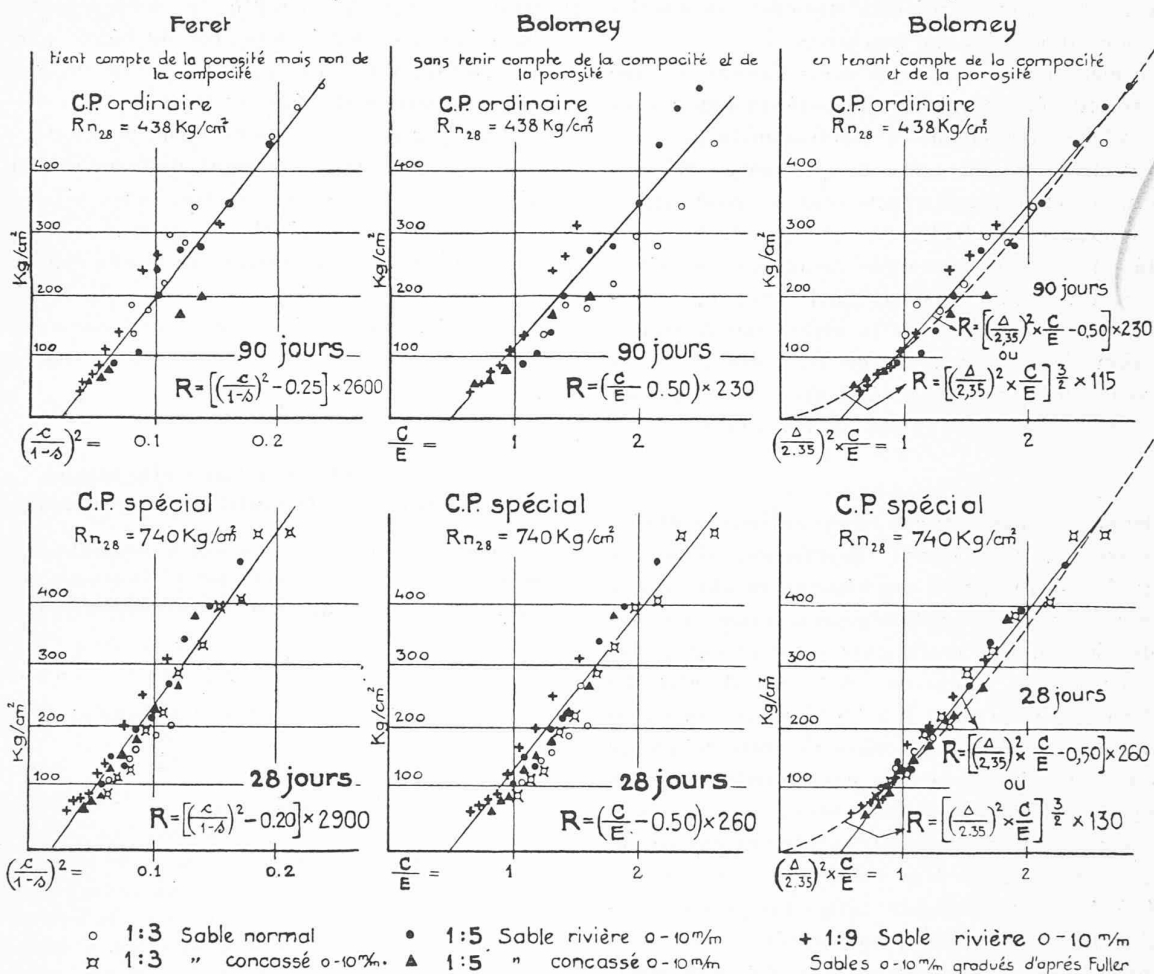 Feret
tient compte de la porosité mais non de
la compacité
C.P. ordinaire
Rn28 = 438 Kg/cm²
400
300
200
100
Kg/cm²
90 jours
R=[(c/1-s)²-0.25]×2600
(c/1-s)²=
0.1
0.2
Bolomey
sans tenir compte de la compacité et de
la porosité
C.P. ordinaire
Rn28 = 438 Kg/cm²
400
300
200
100
90 jours
R=(C/E-0.50)×230
C/E =
1
2
Bolomey
en tenant compte de la compacité
et de la porosité
C.P. ordinaire
Rn28 = 438 Kg/cm²
400
300
200
100
Kg/cm²
90 jours
R=[(Δ/2,35)²×C/E-0,50]×230
ou
R=[(Δ/2,35)²×C/E]3/2×115
(Δ/2.35)²×C/E =
1
2
C.P. spécial
Rn28 = 740 Kg/cm²
400
300
200
100
Kg/cm²
28 jours
R=[(c/1-s)²-0.20]×2900
(c/1-s)²=
0.1
0.2
C.P. spécial
Rn28 = 740 Kg/cm²
400
300
200
100
Kg/cm²
28 jours
R=(C/E-0.50)×260
C/E =
1
2
C.P. spécial
Rn28 = 740 Kg/cm²
400
300
200
100
Kg/cm²
28 jours
R=[(Δ/2,35)²×C/E-0,50]×260
ou
R=[(Δ/2.35)²×C/E]3/2×130
(Δ/2.35)²×C/E =
1
2
○ 1:3 Sable normal
● 1:5 Sable rivière 0-10 m/m
+ 1:9 Sable rivière 0-10 m/m
¤ 1:3 " concassé 0-10 m/m.
▲ 1:5 " concassé 0-10 m/m
Sables 0-10 m/m gradués d'aprés Fuller